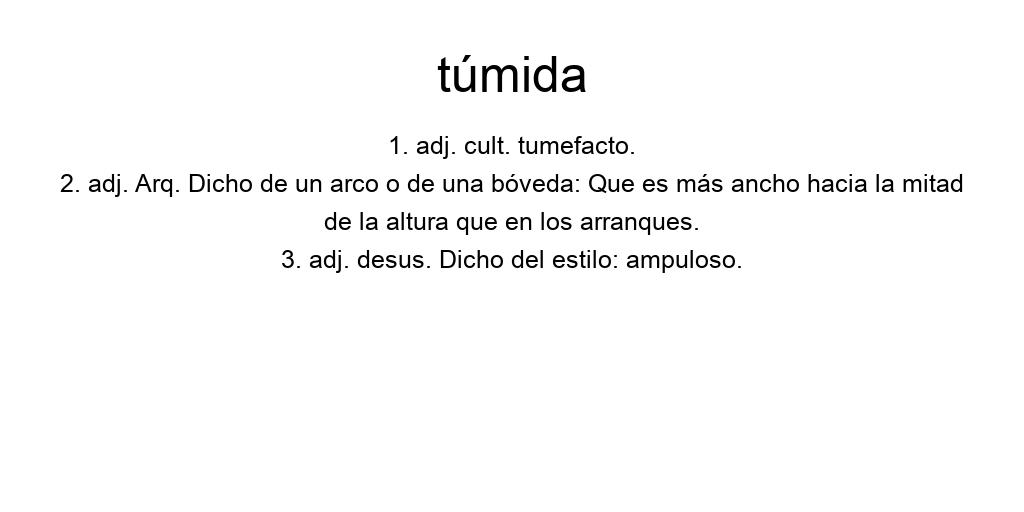 túmida
1. adj. cult. tumefacto.
2. adj. Arq. Dicho de un arco o de una bóveda: Que es más ancho hacia la mitad
de la altura que en los arranques.
3. adj. desus. Dicho del estilo: ampuloso.